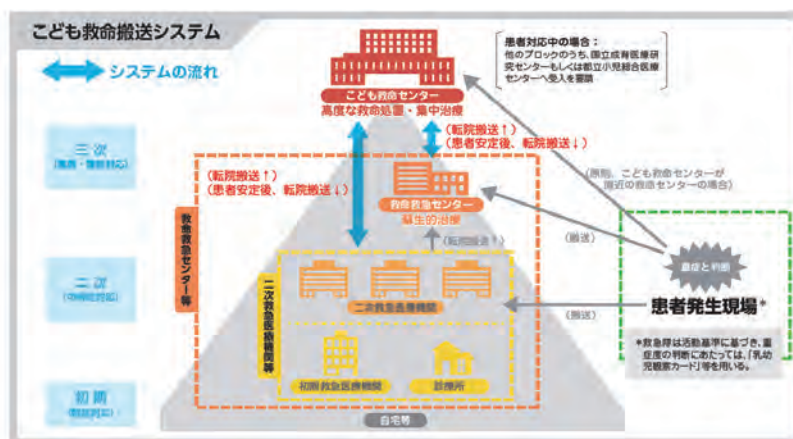 こども救命搬送システム
システムの流れ
患者対応中の場合：
他のブロックのうち、国立成育医療研
究センターもしくは都立小児総合医療
センターへ受入を要請
こども救命センター
高度な救命処置・集中治療
三次
（転院搬送↑）
（患者安定後、転院搬送↓）
（転院搬送↑）
（患者安定後、転院搬送↓）
（原則、こども救命センターが
直近の救命センターの場合）
救命救急センター
蘇生的治療
救命救急センター等
（搬送）
（転院搬送↑）
重症と判断
二次
二次救急医療機関等
二次救急医療機関
患者発生現場*
（搬送）
*救急隊は活動基準に基づき、重
症度の判断にあたっては、「乳幼
児観察カード」等を用いる。
初期
初期救急医療機関
診療所
自宅等